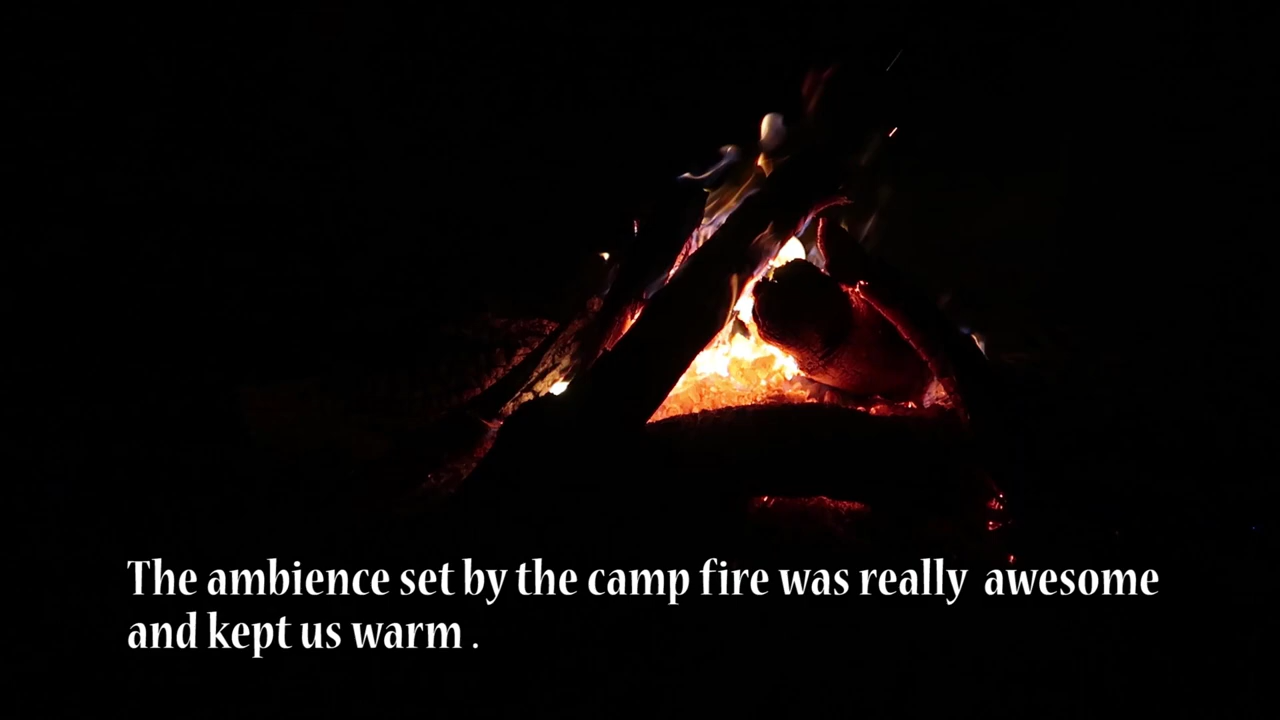 The ambience set by the camp fire was really  awesome
and kept us warm .